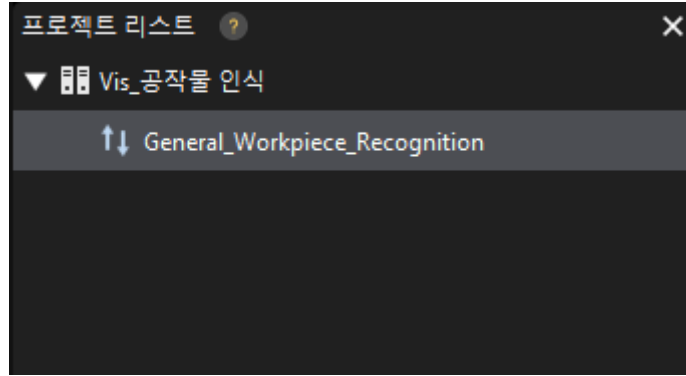 프로젝트 리스트 ?
Vis_공작물 인식
General_Workpiece_Recognition